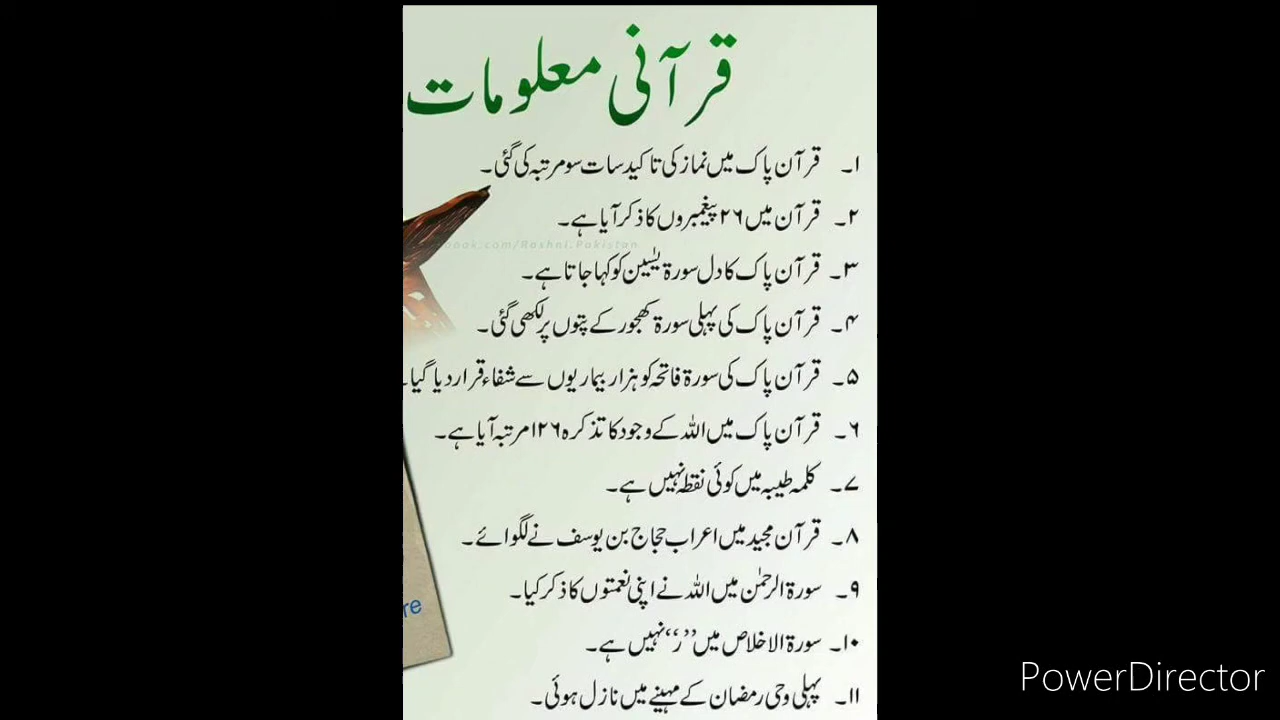 قرآنی معلومات
۱۔ قرآن پاک میں نماز کی تاکید سات سو مرتبہ کی گئی۔
۲۔ قرآن میں ۲۶ پیغمبروں کا ذکر آیا ہے۔
۳۔ قرآن پاک کا دل سورۃ یٰسین کو کہا جاتا ہے۔
۴۔ قرآن پاک کی پہلی سورۃ کھجور کے پتوں پر لکھی گئی۔
۵۔ قرآن پاک کی سورۃ فاتحہ کو ہزار بیماریوں سے شفاء قرار دیا گیا۔
۶۔ قرآن پاک میں اللہ کے وجود کا تذکرہ ۱۲۶ مرتبہ آیا ہے۔
۷۔ کلمہ طیبہ میں کوئی نقطہ نہیں ہے۔
۸۔ قرآن مجید میں اعراب حجاج بن یوسف نے لگوائے۔
۹۔ سورۃ الرحمٰن میں اللہ نے اپنی نعمتوں کا ذکر کیا۔
۱۰۔ سورۃ الاخلاص میں ”ر“ نہیں ہے۔
۱۱۔ پہلی وحی رمضان کے مہینے میں نازل ہوئی۔
PowerDirector